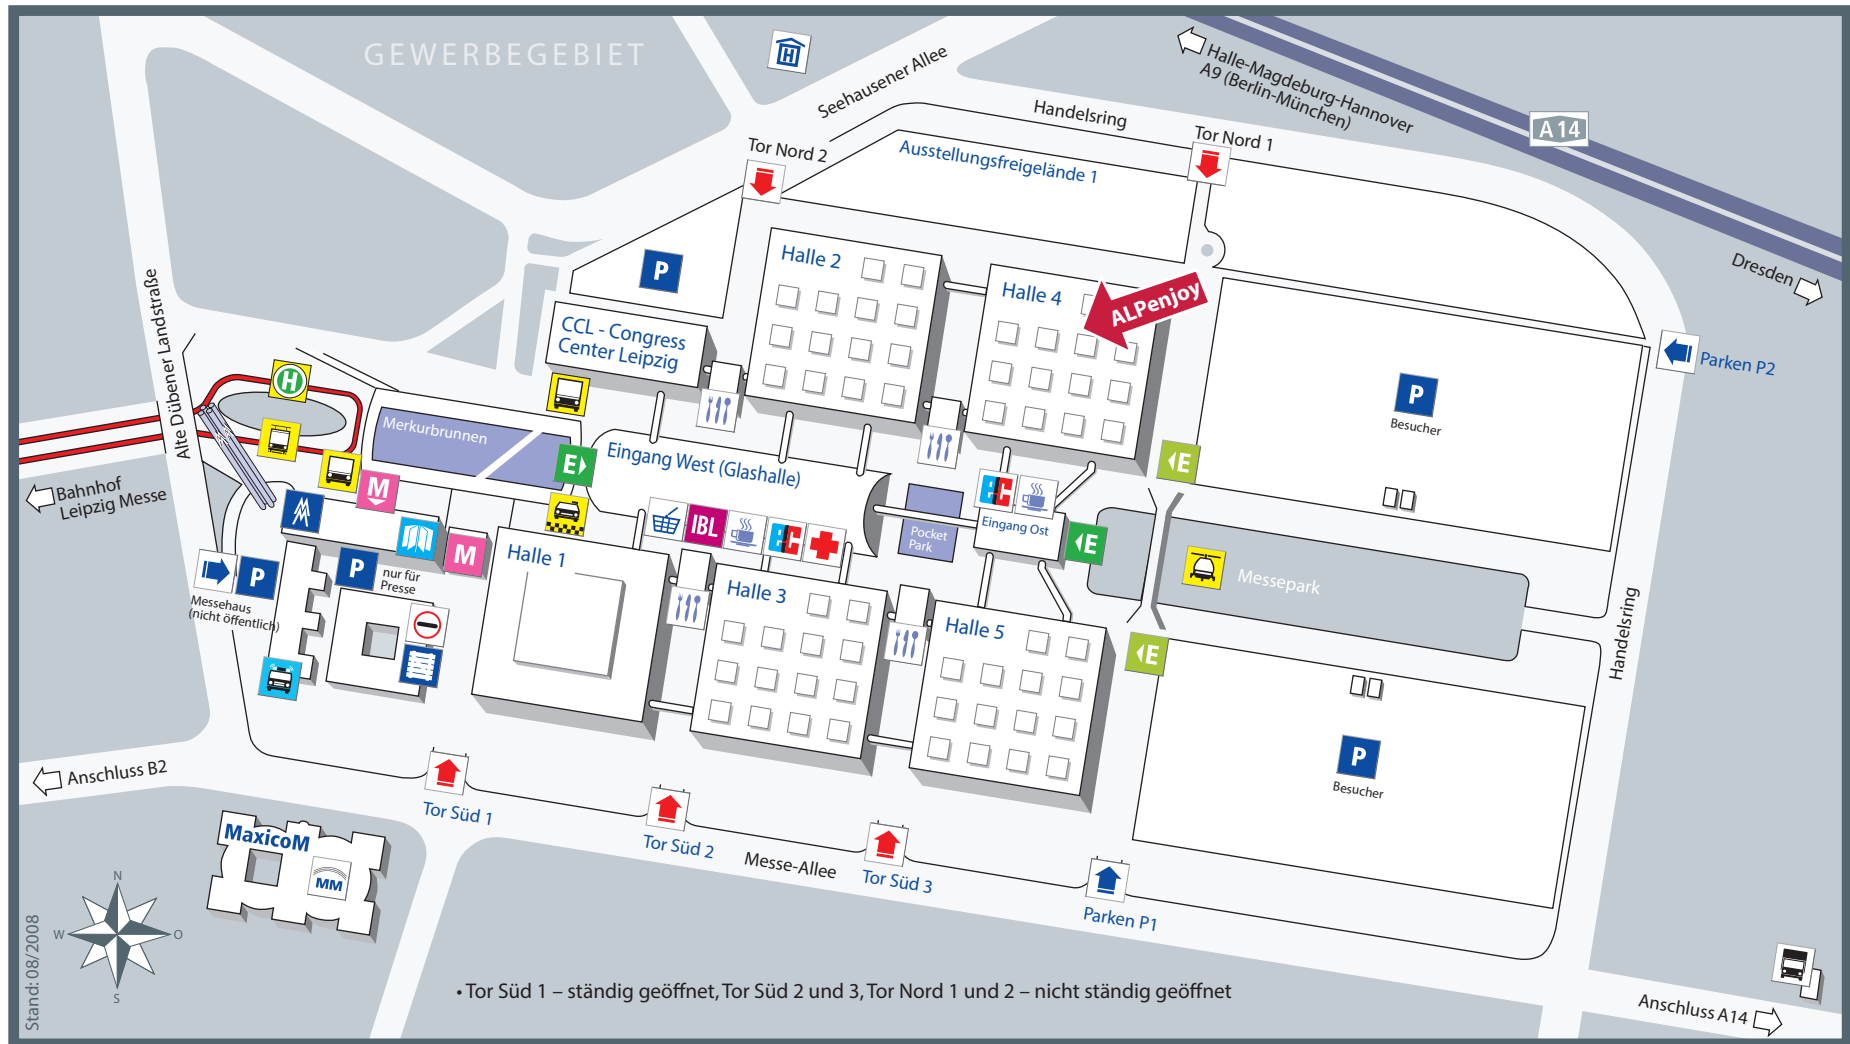 GEWERBEGEBIET
H
Seehausener Allee
Halle-Magdeburg-Hannover
A9 (Berlin-München)
A 14
Dresden
Handelsring
Tor Nord 1
Tor Nord 2
Ausstellungsfreigelände 1
P
Halle 2
Halle 4
ALPenjoy
CCL - Congress
Center Leipzig
Parken P2
P
Besucher
Alte Dübener Landstraße
H
Merkurbrunnen
E
Eingang West (Glashalle)
E
Bahnhof
Leipzig Messe
M
M
IBL
EC
EC
Pocket
Park
Eingang Ost
E
Messepark
Halle 1
P
nur für
Presse
P
Messehaus
(nicht öffentlich)
Halle 3
Halle 5
E
Handelsring
P
Besucher
Anschluss B2
Tor Süd 1
Tor Süd 2
Messe-Allee
Tor Süd 3
Parken P1
MaxicoM
MM
N
W
O
S
Stand: 08/2008
• Tor Süd 1 – ständig geöffnet, Tor Süd 2 und 3, Tor Nord 1 und 2 – nicht ständig geöffnet
Anschluss A14